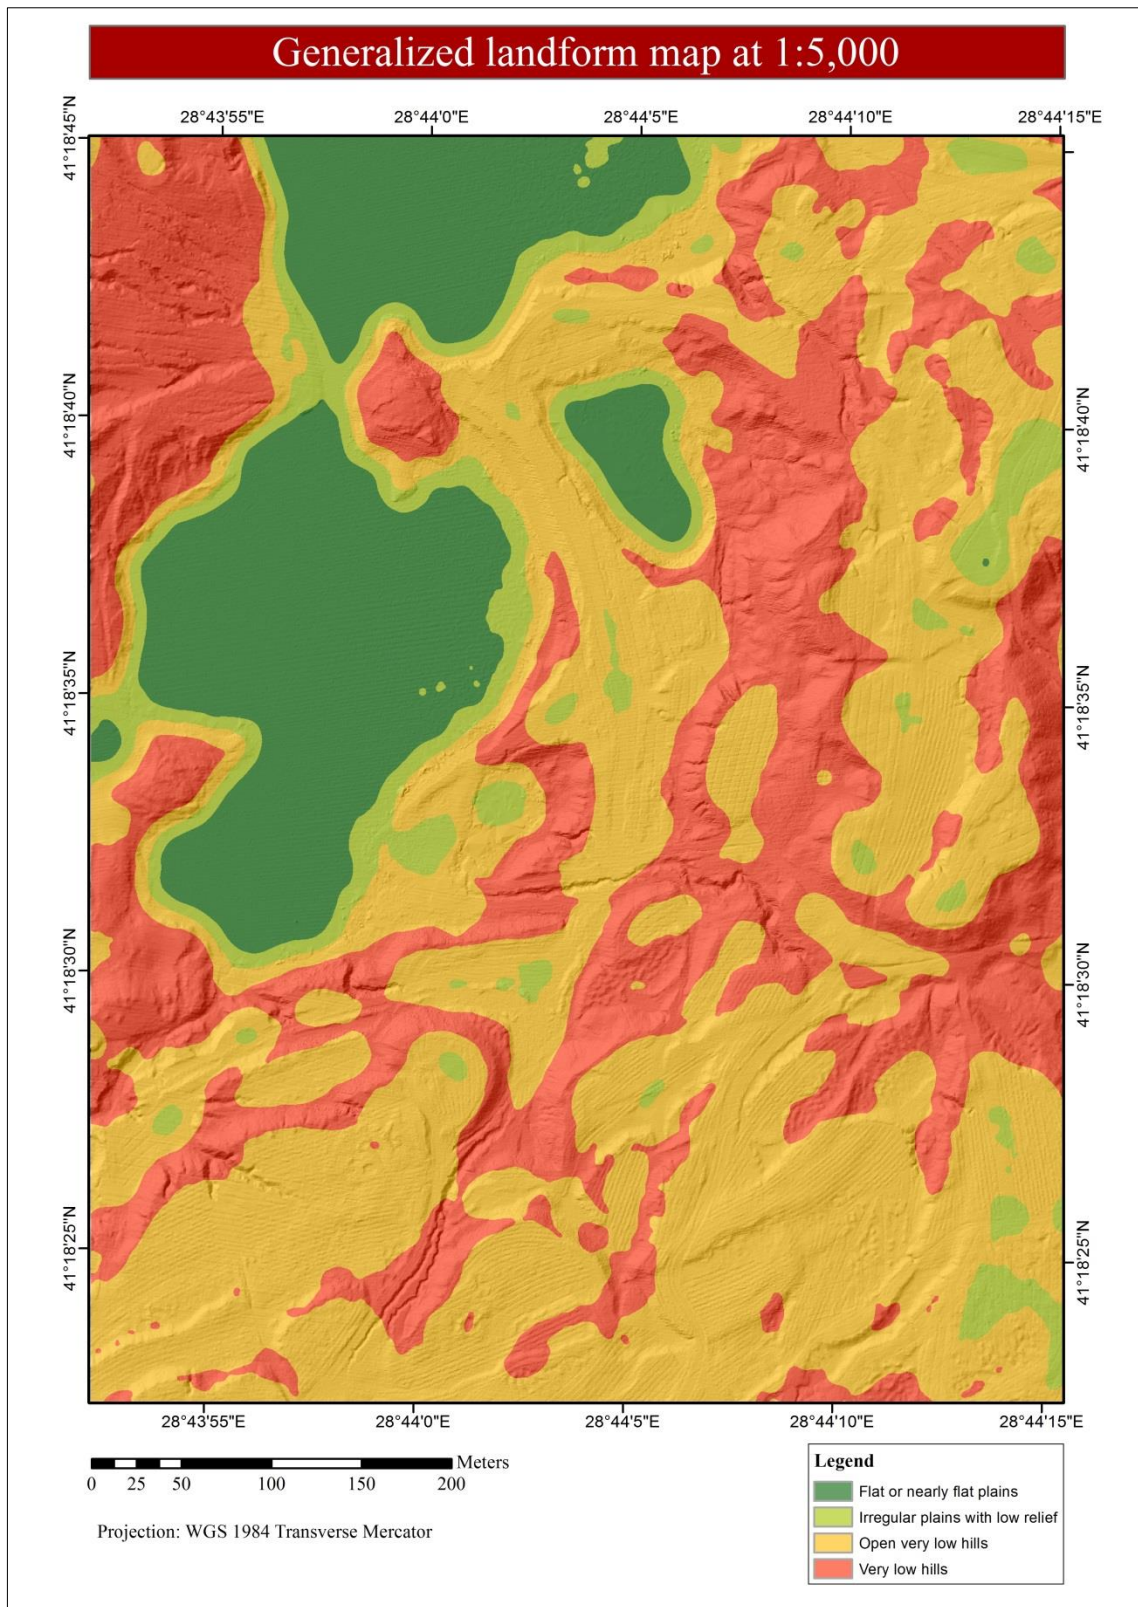 Generalized landform map at 1:5,000
28°43'55"E 28°44'0"E 28°44'5"E 28°44'10"E 28°44'15"E
41°18'45"N
41°18'40"N 41°18'40"N
41°18'35"N 41°18'35"N
41°18'30"N 41°18'30"N
41°18'25"N 41°18'25"N
28°43'55"E 28°44'0"E 28°44'5"E 28°44'10"E 28°44'15"E
Meters
0 25 50 100 150 200
Projection: WGS 1984 Transverse Mercator
Legend
Flat or nearly flat plains
Irregular plains with low relief
Open very low hills
Very low hills